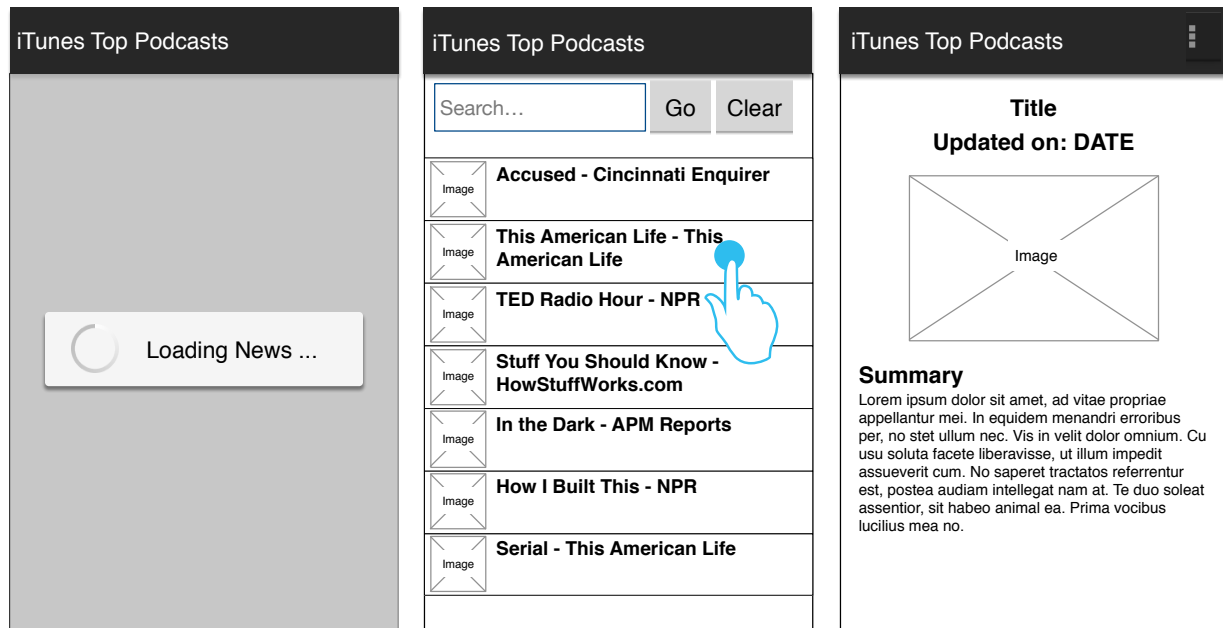 iTunes Top Podcasts
Loading News ...
iTunes Top Podcasts
Search...
Go
Clear
Image
Accused - Cincinnati Enquirer
Image
This American Life - This
American Life
Image
TED Radio Hour - NPR
Image
Stuff You Should Know -
HowStuffWorks.com
Image
In the Dark - APM Reports
Image
How I Built This - NPR
Image
Serial - This American Life
iTunes Top Podcasts
Title
Updated on: DATE
Image
Summary
Lorem ipsum dolor sit amet, ad vitae propriae
appellantur mei. In equidem menandri erroribus
per, no stet ullum nec. Vis in velit dolor omnium. Cu
usu soluta facete liberavisse, ut illum impedit
assueverit cum. No saperet tractatos referrentur
est, postea audiam intellegat nam at. Te duo soleat
assentior, sit habeo animal ea. Prima vocibus
lucilius mea no.